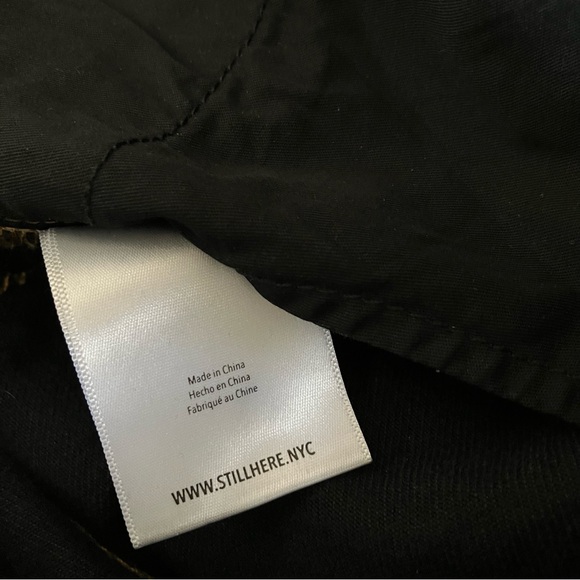 Made in China
Hecho en China
Fabriqué au Chine
WWW.STILLHERE.NYC